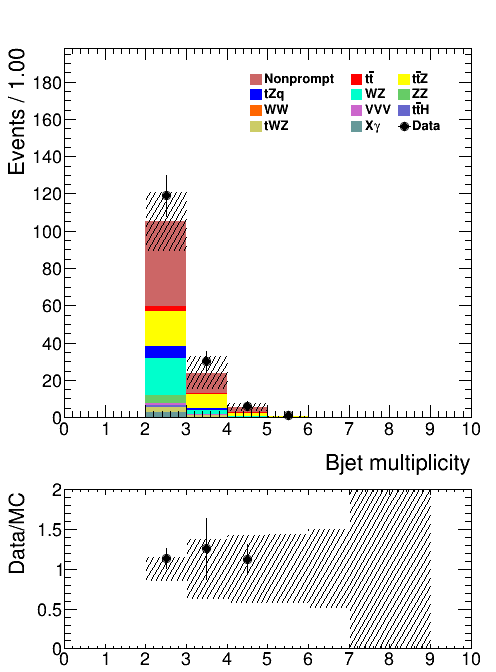 Events / 1.00
180
160
140
120
100
80
60
40
20
0
Nonprompt tt̄ tt̄Z
tZq WZ ZZ
WW VVV tt̄H
tWZ Xγ Data
0 1 2 3 4 5 6 7 8 9 10
Bjet multiplicity
Data/MC
2
1.5
1
0.5
0
0 1 2 3 4 5 6 7 8 9 10